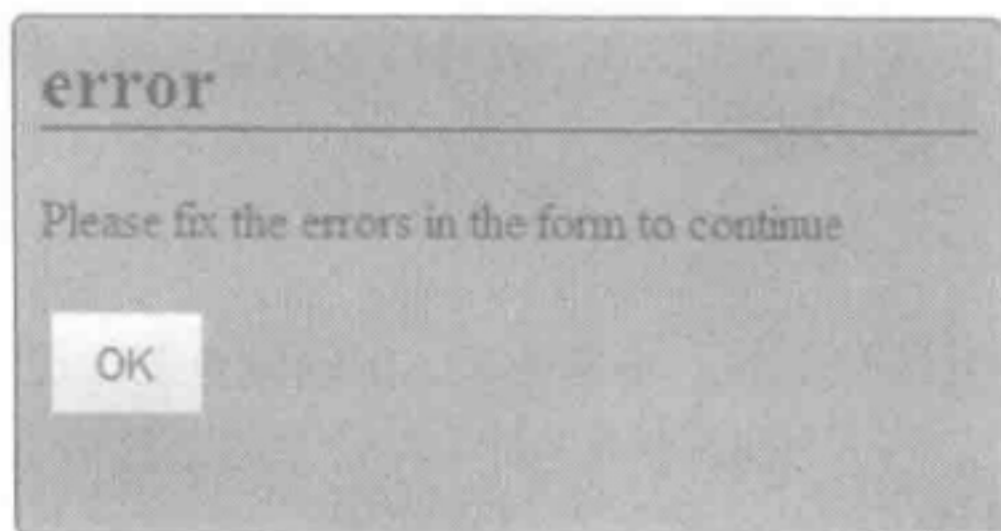 error
Please fix the errors in the form to continue
OK